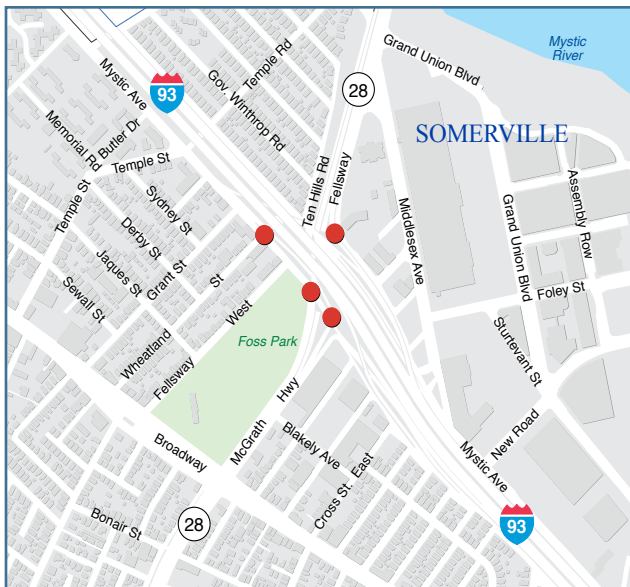 Mystic
River
Grand Union Blvd
Temple Rd
Mystic Ave
93
Gov. Winthrop Rd
28
SOMERVILLE
Butler Dr
Memorial Rd
Temple St
Ten Hills Rd
Fellsway
Assembly Row
Temple St
Sydney St
Middlesex Ave
Grand Union Blvd
Derby St
Jaques St
Grant St
Sewall St
St
Wheatland
Foley St
West
Fellsway
Foss Park
Sturtevant St
Hwy
McGrath
New Road
Broadway
Blakely Ave
Mystic Ave
Cross St. East
Bonair St
28
93